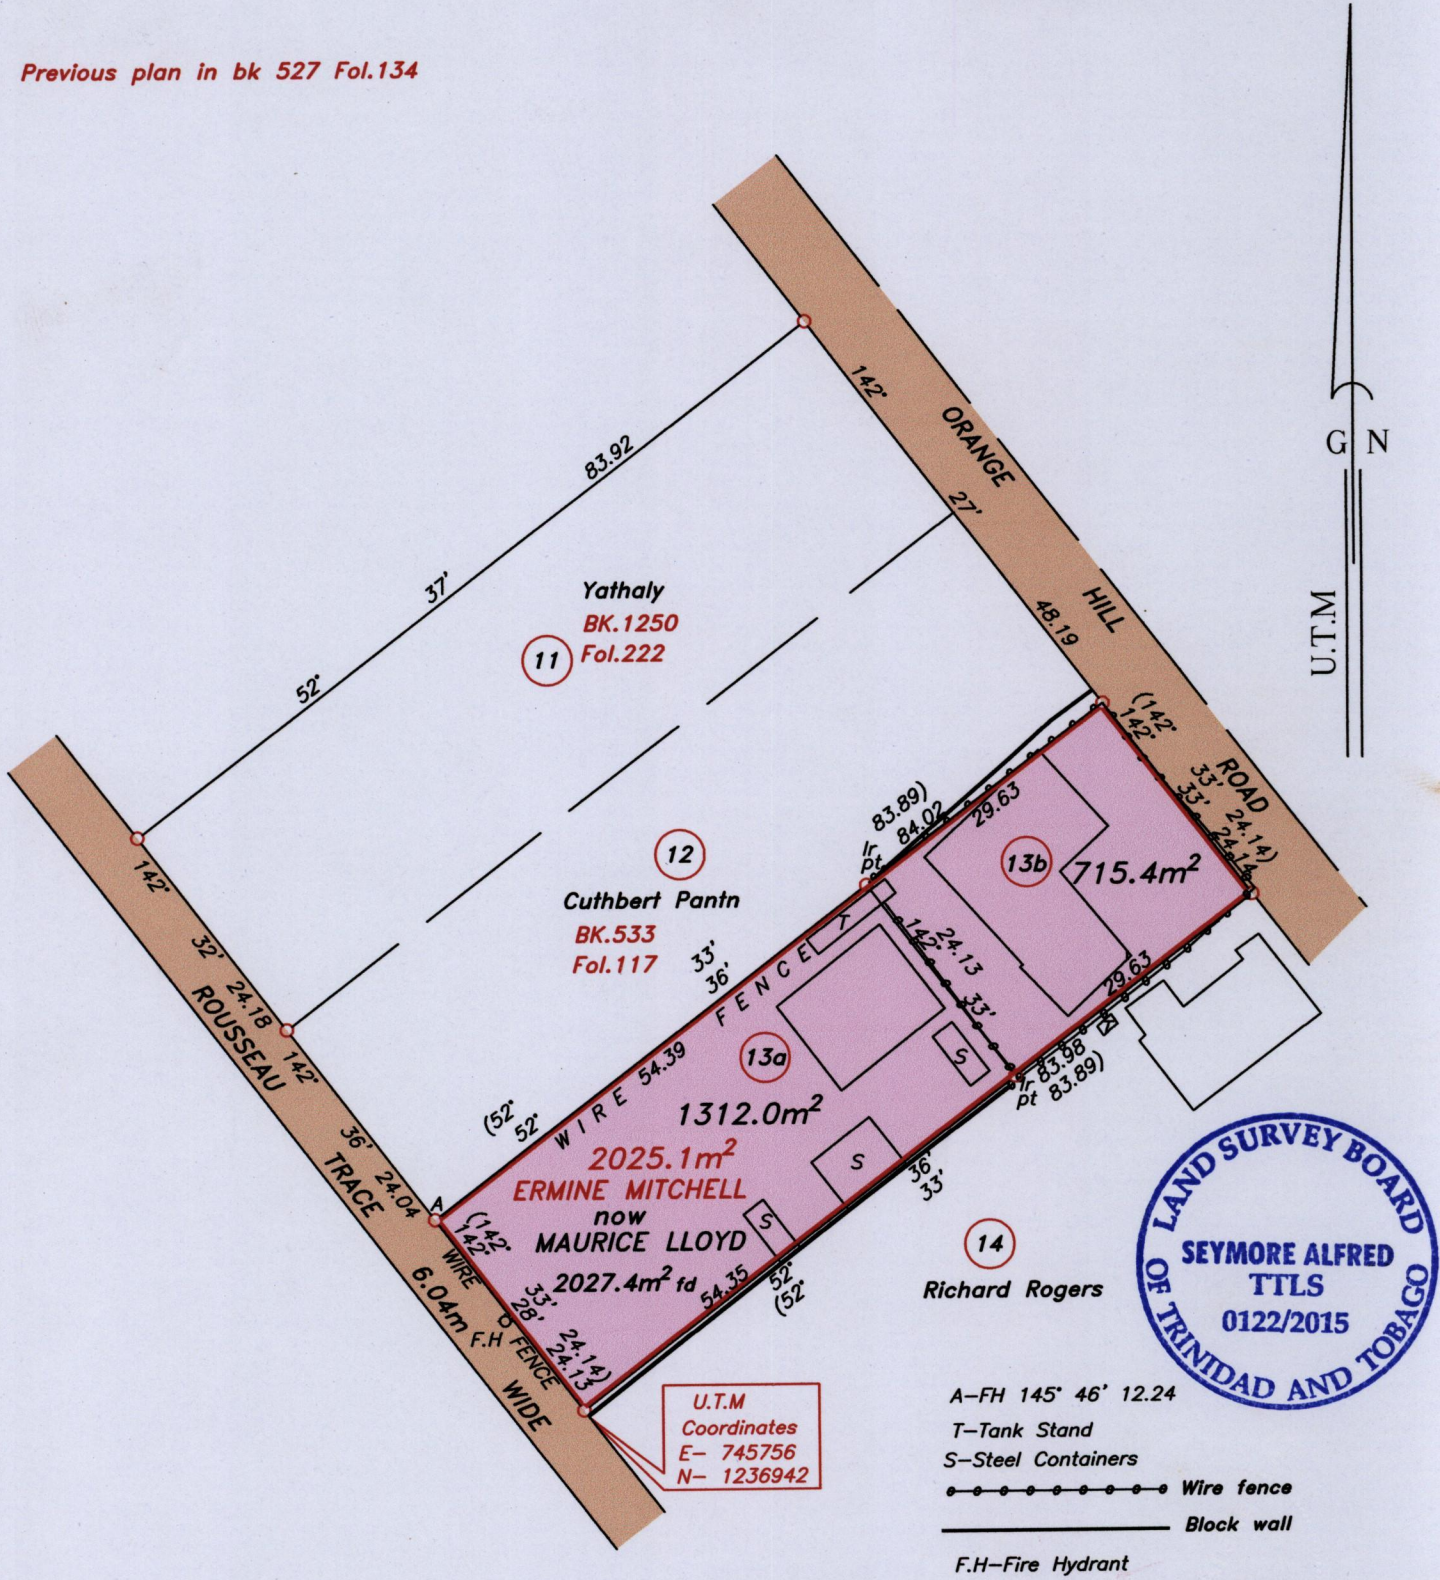 Previous plan in bk 527 Fol.134
142°
ORANGE
27'
HILL
48.19
ROAD
G N
U.T.M
83.92
37'
52°
Yathaly
BK.1250
11
Fol.222
12
Cuthbert Pantn
BK.533
Fol.117
(142°
142°
33'
33'
24.14)
24.14
83.89)
84.02
29.63
Ir
pt
13b
715.4m²
T
24.13
142°
33'
29.63
Ir
pt
83.98
83.89)
142°
32'
24.18
ROUSSEAU
142°
36'
24.04
TRACE
6.04m
WIDE
33'
36'
WIRE FENCE
54.39
13a
S
1312.0m²
(52°
52°
2025.1m²
ERMINE MITCHELL
now
MAURICE LLOYD
2027.4m² fd
S
S
A
(142°
142°
WIRE
FENCE
33'
28'
F.H
24.14)
24.13
54.35
52°
(52°
36'
33'
14
Richard Rogers
U.T.M
Coordinates
E- 745756
N- 1236942
LAND SURVEY BOARD
SEYMORE ALFRED
TTLS
0122/2015
OF TRINIDAD AND TOBAGO
A-FH 145° 46' 12.24
T-Tank Stand
S-Steel Containers
Wire fence
Block wall
F.H-Fire Hydrant